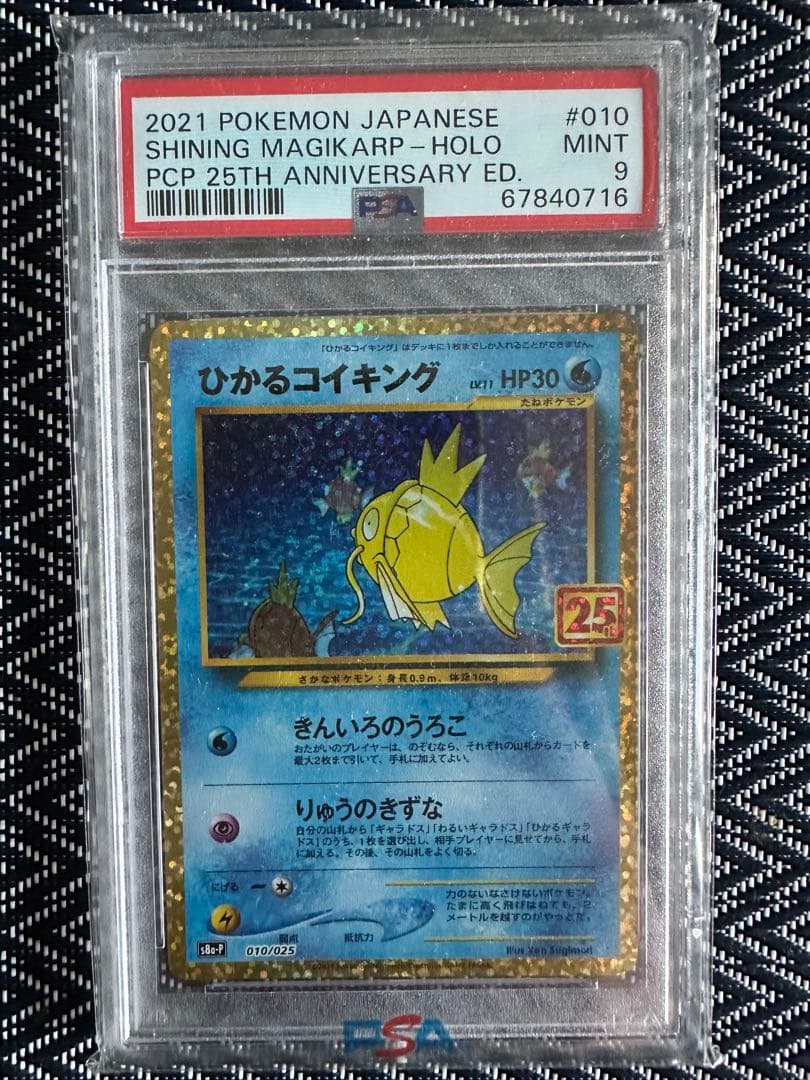 2021 POKEMON JAPANESE #010
SHINING MAGIKARP-HOLO MINT
PCP 25TH ANNIVERSARY ED. 9
PSA 67840716
「ひかるコイキング」はデッキに1枚までしか入れることができません。
ひかるコイキング LV.11 HP30
たねポケモン
25
さかなポケモン：身長0.9m、体重10kg
きんいろのうろこ
おたがいのプレイヤーは、のぞむなら、それぞれの山札からカードを
最大2枚まで引いて、手札に加えてよい。
りゅうのきずな
自分の山札から「ギャラドス」「わるいギャラドス」「ひかるギャラ
ドス」のうち、1枚を選び出し、相手プレイヤーに見せてから、手札
に加える。その後、その山札をよく切る。
にげる
力のないなさけないポケモン。
たまに高く飛びはねても、2
メートルを越すのがやっとだ。
弱点 抵抗力
s8a-P 010/025 Illus. Ken Sugimori
PSA